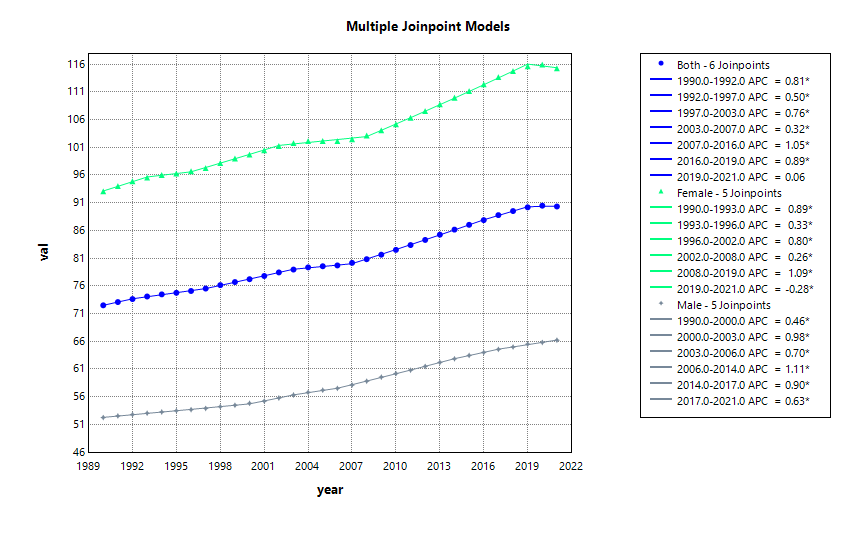 Multiple Joinpoint Models
val
116
111
106
101
96
91
86
81
76
71
66
61
56
51
46
1989 1992 1995 1998 2001 2004 2007 2010 2013 2016 2019 2022
year
Both - 6 Joinpoints
1990.0-1992.0 APC = 0.81*
1992.0-1997.0 APC = 0.50*
1997.0-2003.0 APC = 0.76*
2003.0-2007.0 APC = 0.32*
2007.0-2016.0 APC = 1.05*
2016.0-2019.0 APC = 0.89*
2019.0-2021.0 APC = 0.06
Female - 5 Joinpoints
1990.0-1993.0 APC = 0.89*
1993.0-1996.0 APC = 0.33*
1996.0-2002.0 APC = 0.80*
2002.0-2008.0 APC = 0.26*
2008.0-2019.0 APC = 1.09*
2019.0-2021.0 APC = -0.28*
Male - 5 Joinpoints
1990.0-2000.0 APC = 0.46*
2000.0-2003.0 APC = 0.98*
2003.0-2006.0 APC = 0.70*
2006.0-2014.0 APC = 1.11*
2014.0-2017.0 APC = 0.90*
2017.0-2021.0 APC = 0.63*